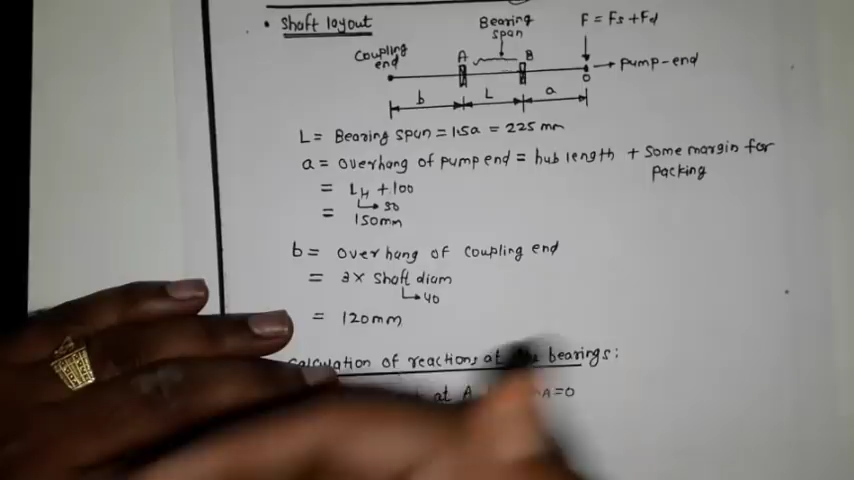 • Shaft layout
Bearing
span
F = Fs + Fd
Coupling
end
A
B
→ pump-end
O
b
L
a
L = Bearing span = 1.5a = 225 mm
a = overhang of pump end = hub length + some margin for
packing
= LH + 100
↳ 50
= 150mm
b = overhang of coupling end
= 3 x shaft diam
↳ 40
= 120mm
Calculation of reactions at the bearings:
at A
A=0